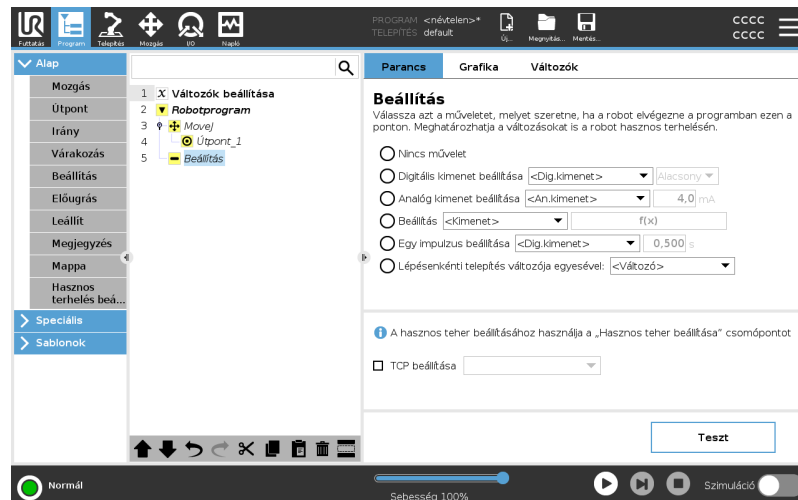 UR
Futtatás
Program
Telepítés
Mozgás
I/O
Napló
PROGRAM <névtelen>*
TELEPÍTÉS default
Új...
Megnyitás...
Mentés...
CCCC
CCCC
Alap
Mozgás
Útpont
Irány
Várakozás
Beállítás
Előugrás
Leállít
Megjegyzés
Mappa
Hasznos
terhelés beá...
Speciális
Sablonok
1 X Változók beállítása
2 Robotprogram
3 MoveJ
4 Útpont_1
5 Beállítás
Parancs Grafika Változók
Beállítás
Válassza azt a műveletet, melyet szeretne, ha a robot elvégezne a programban ezen a
ponton. Meghatározhatja a változásokat is a robot hasznos terhelésén.
Nincs művelet
Digitális kimenet beállítása <Dig.kimenet> Alacsony
Analóg kimenet beállítása <An.kimenet> 4,0 mA
Beállítás <Kimenet> f(x)
Egy impulzus beállítása <Dig.kimenet> 0,500 s
Lépésenkénti telepítés változója egyesével: <Változó>
A hasznos teher beállításához használja a „Hasznos teher beállítása” csomópontot
TCP beállítása
Teszt
Normál
Sebesség 100%
Szimuláció